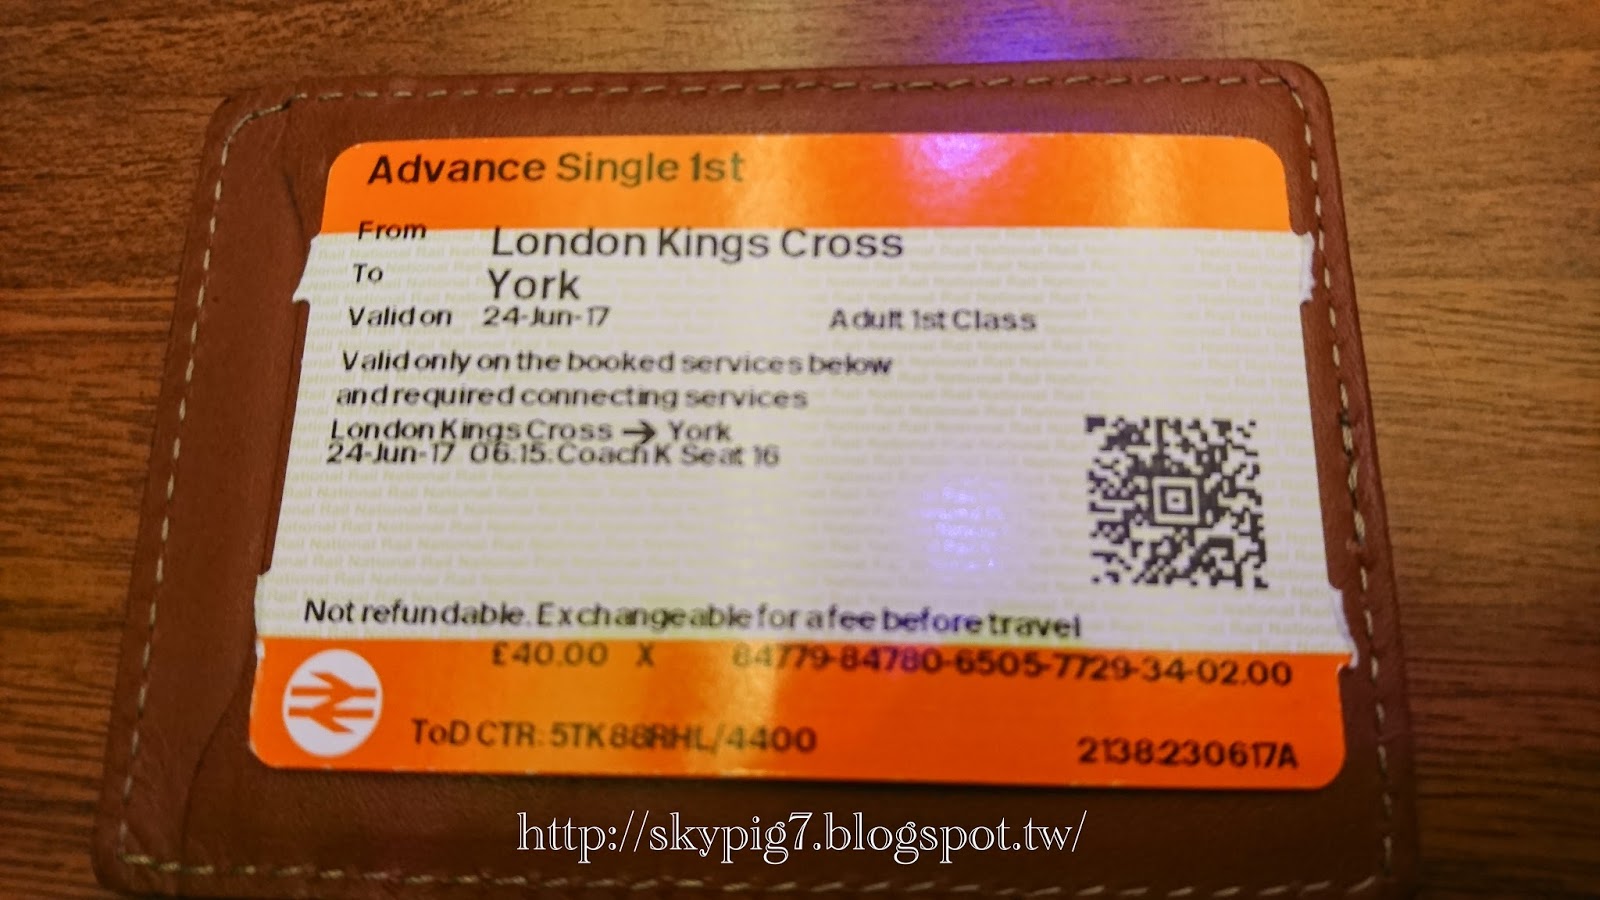 Advance Single 1st
From London Kings Cross
To York
Valid on 24-Jun-17 Adult 1st Class
Valid only on the booked services below
and required connecting services
London Kings Cross → York
24-Jun-17 06.15. Coach K Seat 16
Not refundable. Exchangeable for a fee before travel
£40.00 X 84779-84780-6505-7729-34-02.00
ToD CTR: 5TK88RHL/4400
2138230617A
http://skypig7.blogspot.tw/